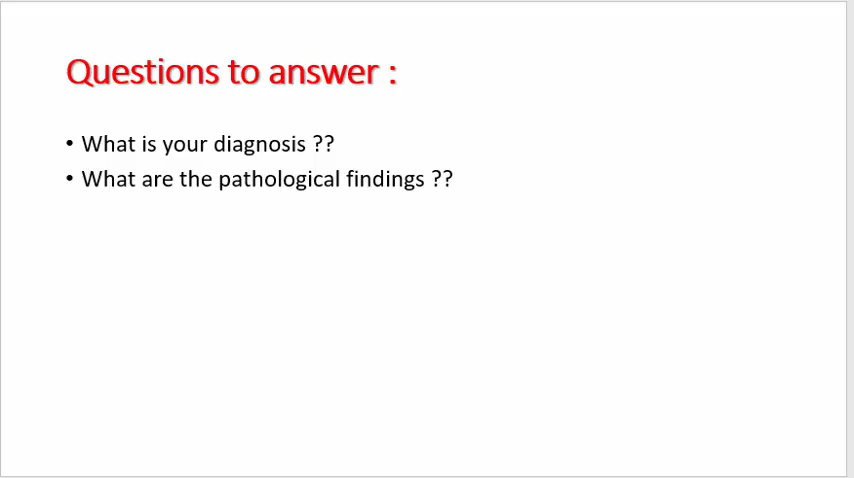 Questions to answer :
• What is your diagnosis ??
• What are the pathological findings ??